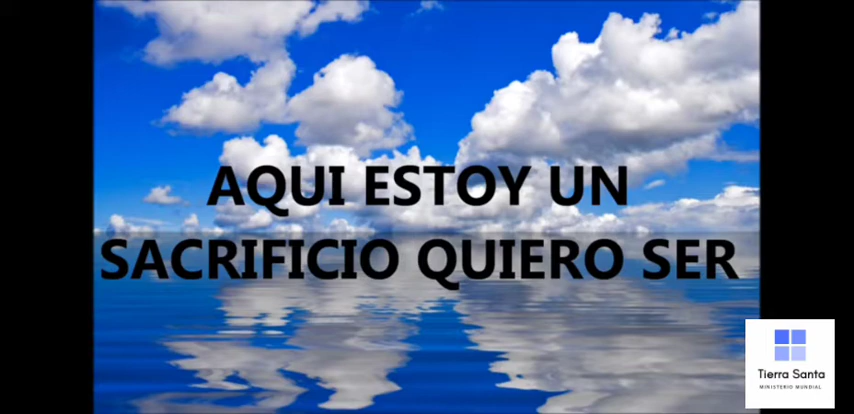 AQUI ESTOY UN
SACRIFICIO QUIERO SER
Tierra Santa
MINISTERIO MUNDIAL